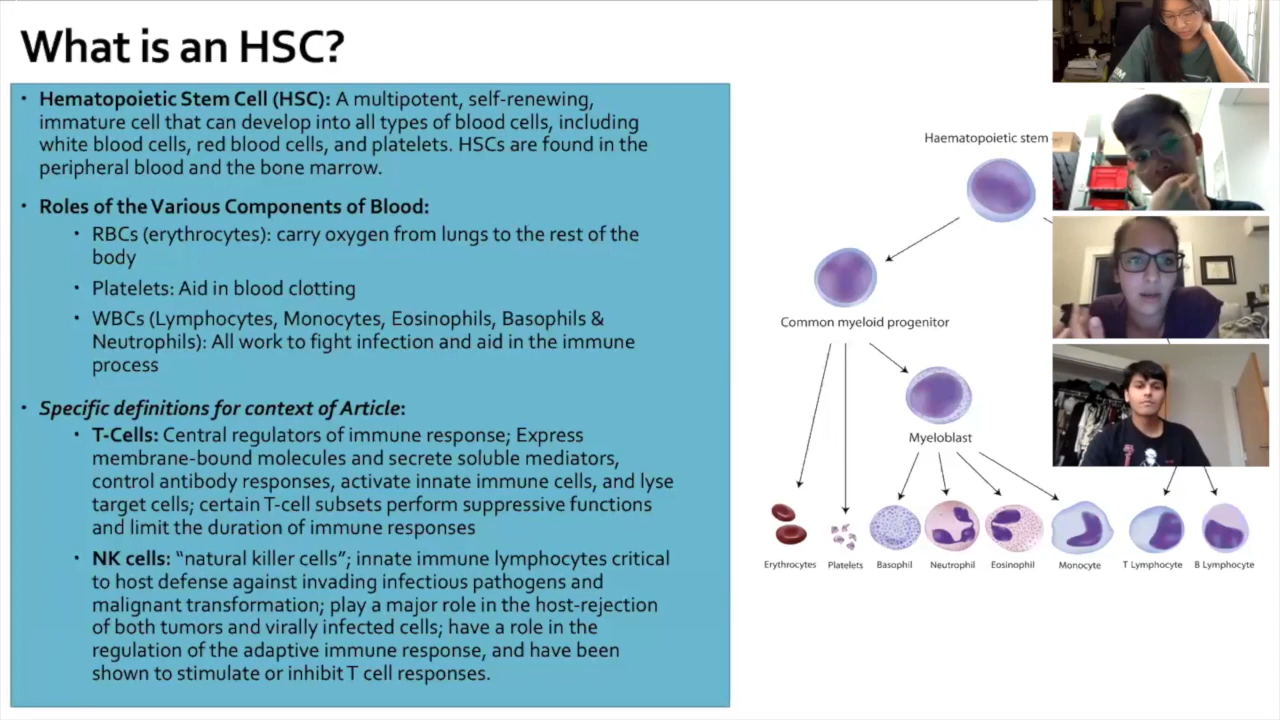 What is an HSC?
• Hematopoietic Stem Cell (HSC): A multipotent, self-renewing,
immature cell that can develop into all types of blood cells, including
white blood cells, red blood cells, and platelets. HSCs are found in the
peripheral blood and the bone marrow.
• Roles of the Various Components of Blood:
• RBCs (erythrocytes): carry oxygen from lungs to the rest of the
body
• Platelets: Aid in blood clotting
• WBCs (Lymphocytes, Monocytes, Eosinophils, Basophils &
Neutrophils): All work to fight infection and aid in the immune
process
• Specific definitions for context of Article:
• T-Cells: Central regulators of immune response; Express
membrane-bound molecules and secrete soluble mediators,
control antibody responses, activate innate immune cells, and lyse
target cells; certain T-cell subsets perform suppressive functions
and limit the duration of immune responses
• NK cells: “natural killer cells”; innate immune lymphocytes critical
to host defense against invading infectious pathogens and
malignant transformation; play a major role in the host-rejection
of both tumors and virally infected cells; have a role in the
regulation of the adaptive immune response, and have been
shown to stimulate or inhibit T cell responses.
Haematopoietic stem
Common myeloid progenitor
Myeloblast
Erythrocytes Platelets Basophil Neutrophil Eosinophil Monocyte T Lymphocyte B Lymphocyte